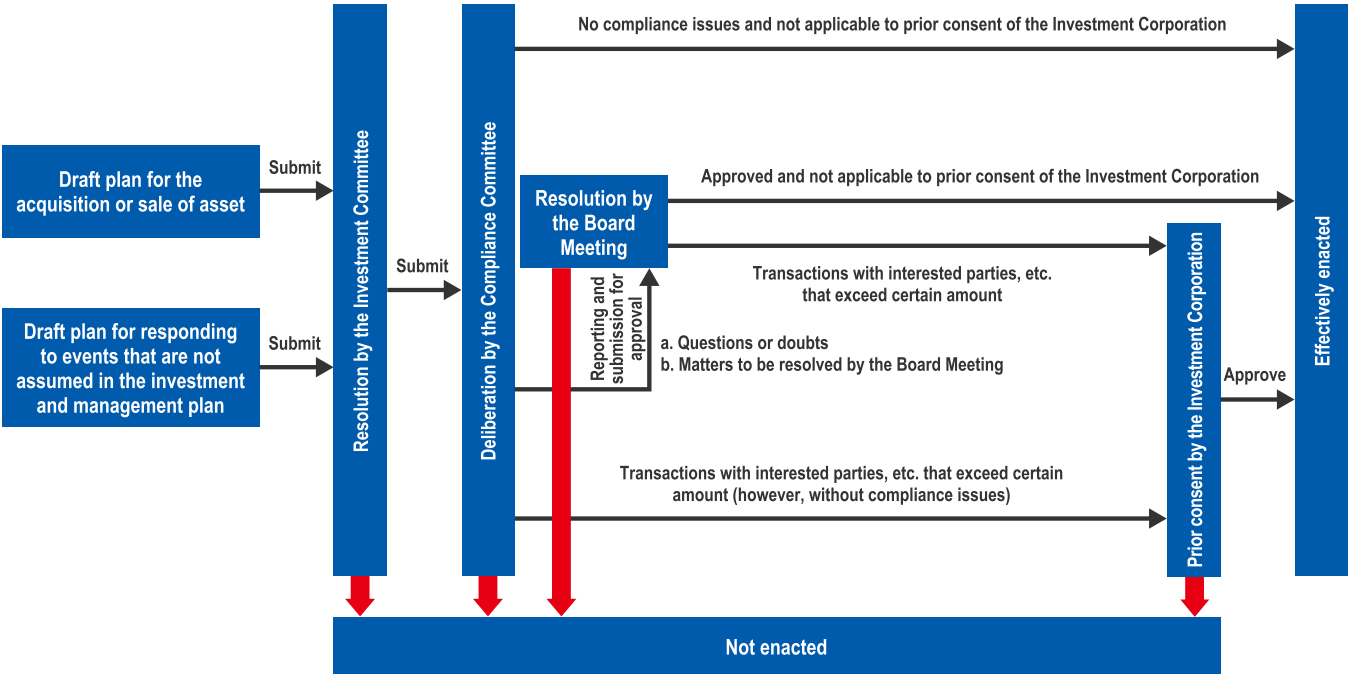 No compliance issues and not applicable to prior consent of the Investment Corporation
Draft plan for the
acquisition or sale of asset
Submit
Draft plan for responding
to events that are not
assumed in the investment
and management plan
Submit
Resolution by the Investment Committee
Submit
Deliberation by the Compliance Committee
Resolution by
the Board
Meeting
Approved and not applicable to prior consent of the Investment Corporation
Transactions with interested parties, etc.
that exceed certain amount
Reporting and
submission for
approval
a. Questions or doubts
b. Matters to be resolved by the Board Meeting
Transactions with interested parties, etc. that exceed certain
amount (however, without compliance issues)
Prior consent by the Investment Corporation
Approve
Effectively enacted
Not enacted